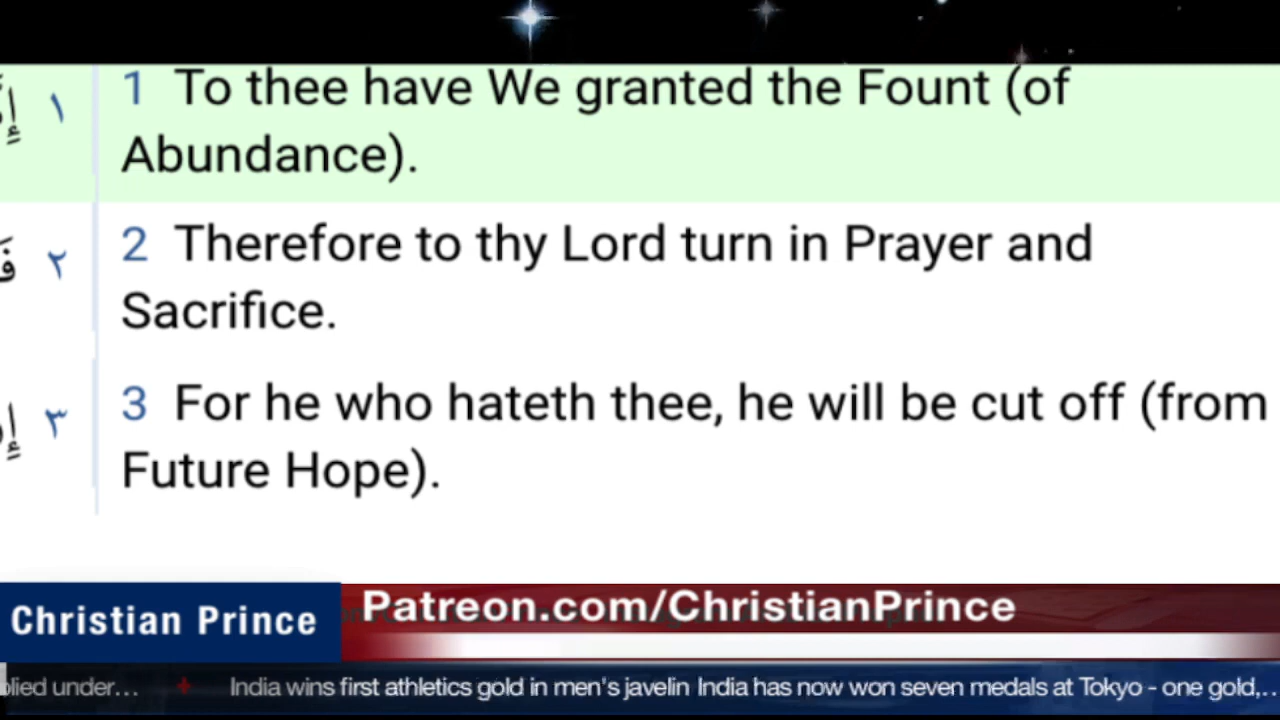 ١ 1 To thee have We granted the Fount (of
Abundance).
٢ 2 Therefore to thy Lord turn in Prayer and
Sacrifice.
٣ 3 For he who hateth thee, he will be cut off (from
Future Hope).
Christian Prince
Patreon.com/ChristianPrince
under... India wins first athletics gold in men's javelin India has now won seven medals at Tokyo - one gold,..